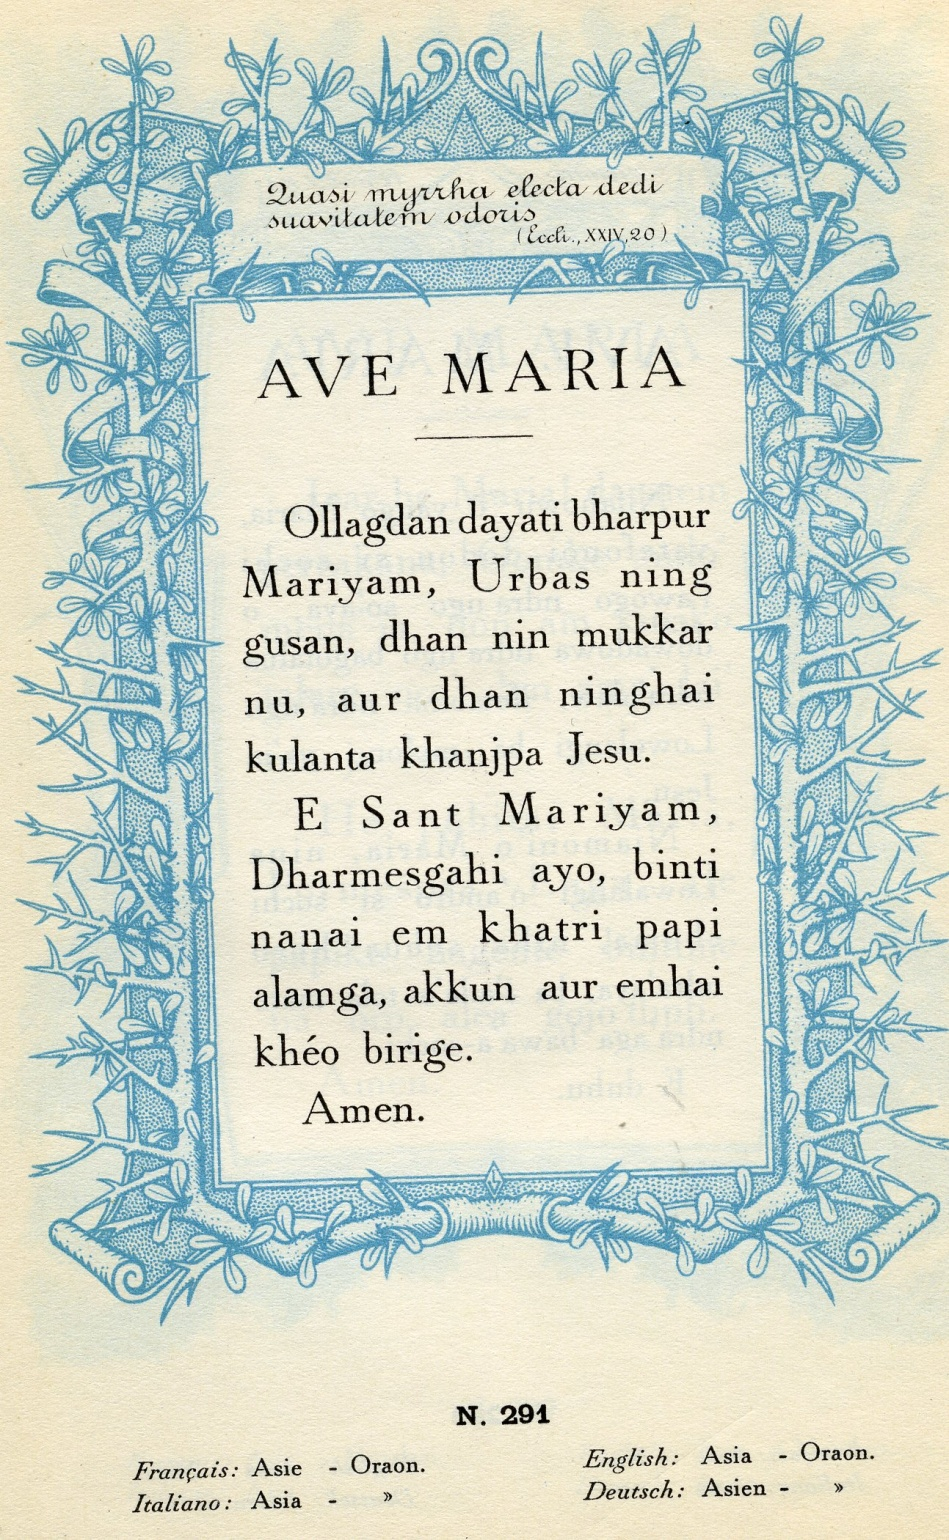 Quasi myrrha electa dedi
suavitatem odoris
(Eccli., XXIV, 20)
AVE MARIA
Ollagdan dayati bharpur
Mariyam, Urbas ning
gusan, dhan nin mukkar
nu, aur dhan ninghai
kulanta khanjpa Jesu.
E Sant Mariyam,
Dharmesgahi ayo, binti
nanai em khatri papi
alamga, akkun aur emhai
khéo birige.
Amen.
N. 291
Français: Asie - Oraon.
Italiano: Asia - »
English: Asia - Oraon.
Deutsch: Asien - »